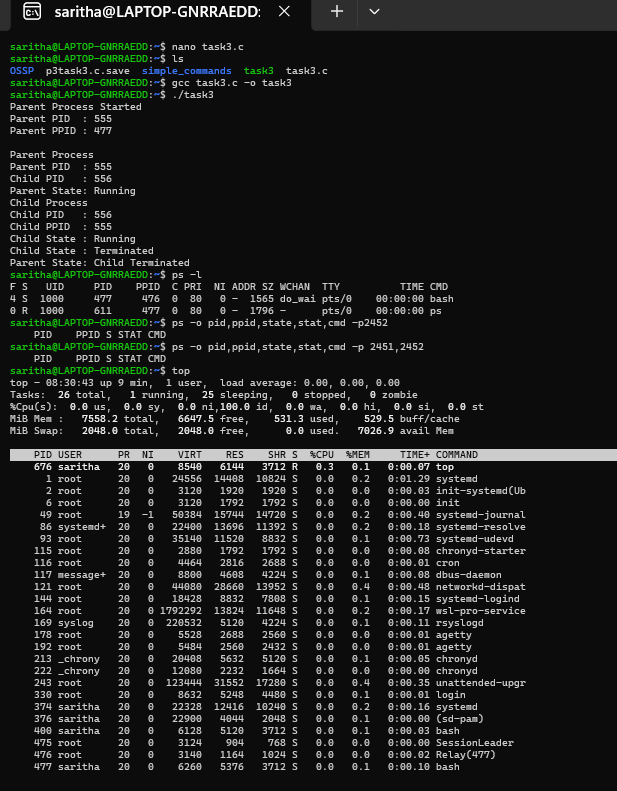 saritha@LAPTOP-GNRRAEDD:
saritha@LAPTOP-GNRRAEDD:~$ nano task3.c
saritha@LAPTOP-GNRRAEDD:~$ ls
OSSP  p3task3.c.save  simple_commands  task3  task3.c
saritha@LAPTOP-GNRRAEDD:~$ gcc task3.c -o task3
saritha@LAPTOP-GNRRAEDD:~$ ./task3
Parent Process Started
Parent PID  : 555
Parent PPID : 477
Parent Process
Parent PID  : 555
Child PID   : 556
Parent State: Running
Child Process
Child PID   : 556
Child PPID  : 555
Child State : Running
Child State : Terminated
Parent State: Child Terminated
saritha@LAPTOP-GNRRAEDD:~$ ps -l
F S   UID     PID    PPID  C PRI  NI ADDR SZ WCHAN  TTY          TIME CMD
4 S  1000     477     476  0  80   0 -  1565 do_wai pts/0    00:00:00 bash
0 R  1000     611     477  0  80   0 -  1796 -      pts/0    00:00:00 ps
saritha@LAPTOP-GNRRAEDD:~$ ps -o pid,ppid,state,stat,cmd -p2452
    PID    PPID S STAT CMD
saritha@LAPTOP-GNRRAEDD:~$ ps -o pid,ppid,state,stat,cmd -p 2451,2452
    PID    PPID S STAT CMD
saritha@LAPTOP-GNRRAEDD:~$ top
top - 08:30:43 up 9 min,  1 user,  load average: 0.00, 0.00, 0.00
Tasks:  26 total,   1 running,  25 sleeping,   0 stopped,   0 zombie
%Cpu(s):  0.0 us,  0.0 sy,  0.0 ni,100.0 id,  0.0 wa,  0.0 hi,  0.0 si,  0.0 st
MiB Mem :   7558.2 total,   6647.5 free,    531.3 used,    529.5 buff/cache
MiB Swap:   2048.0 total,   2048.0 free,      0.0 used.   7026.9 avail Mem
    PID USER      PR  NI    VIRT    RES    SHR S  %CPU  %MEM     TIME+ COMMAND
    676 saritha   20   0    8540   6144   3712 R   0.3   0.1   0:00.07 top
      1 root      20   0   24556  14408  10824 S   0.0   0.2   0:01.29 systemd
      2 root      20   0    3120   1920   1920 S   0.0   0.0   0:00.03 init-systemd(Ub
      6 root      20   0    3120   1792   1792 S   0.0   0.0   0:00.00 init
     49 root      19  -1   50384  15744  14720 S   0.0   0.2   0:00.40 systemd-journal
     86 systemd+  20   0   22400  13696  11392 S   0.0   0.2   0:00.18 systemd-resolve
     93 root      20   0   35140  11520   8832 S   0.0   0.1   0:00.73 systemd-udevd
    115 root      20   0    2880   1792   1792 S   0.0   0.0   0:00.08 chronyd-starter
    116 root      20   0    4464   2816   2688 S   0.0   0.0   0:00.01 cron
    117 message+  20   0    8800   4608   4224 S   0.0   0.1   0:00.08 dbus-daemon
    121 root      20   0   44080  28660  13952 S   0.0   0.4   0:00.48 networkd-dispat
    144 root      20   0   18428   8832   7808 S   0.0   0.1   0:00.15 systemd-logind
    164 root      20   0 1792292  13824  11648 S   0.0   0.2   0:00.17 wsl-pro-service
    169 syslog    20   0  220532   5120   4224 S   0.0   0.1   0:00.11 rsyslogd
    178 root      20   0    5528   2688   2560 S   0.0   0.0   0:00.01 agetty
    192 root      20   0    5484   2560   2432 S   0.0   0.0   0:00.01 agetty
    213 _chrony   20   0   20408   5632   5120 S   0.0   0.1   0:00.05 chronyd
    222 _chrony   20   0   12080   2232   1664 S   0.0   0.0   0:00.00 chronyd
    243 root      20   0  123444  31552  17280 S   0.0   0.4   0:00.35 unattended-upgr
    330 root      20   0    8632   5248   4480 S   0.0   0.1   0:00.01 login
    374 saritha   20   0   22328  12416  10240 S   0.0   0.2   0:00.16 systemd
    376 saritha   20   0   22900   4044   2048 S   0.0   0.1   0:00.00 (sd-pam)
    400 saritha   20   0    6128   5120   3712 S   0.0   0.1   0:00.03 bash
    475 root      20   0    3124    904    768 S   0.0   0.0   0:00.00 SessionLeader
    476 root      20   0    3140   1164   1024 S   0.0   0.0   0:00.02 Relay(477)
    477 saritha   20   0    6260   5376   3712 S   0.0   0.1   0:00.10 bash